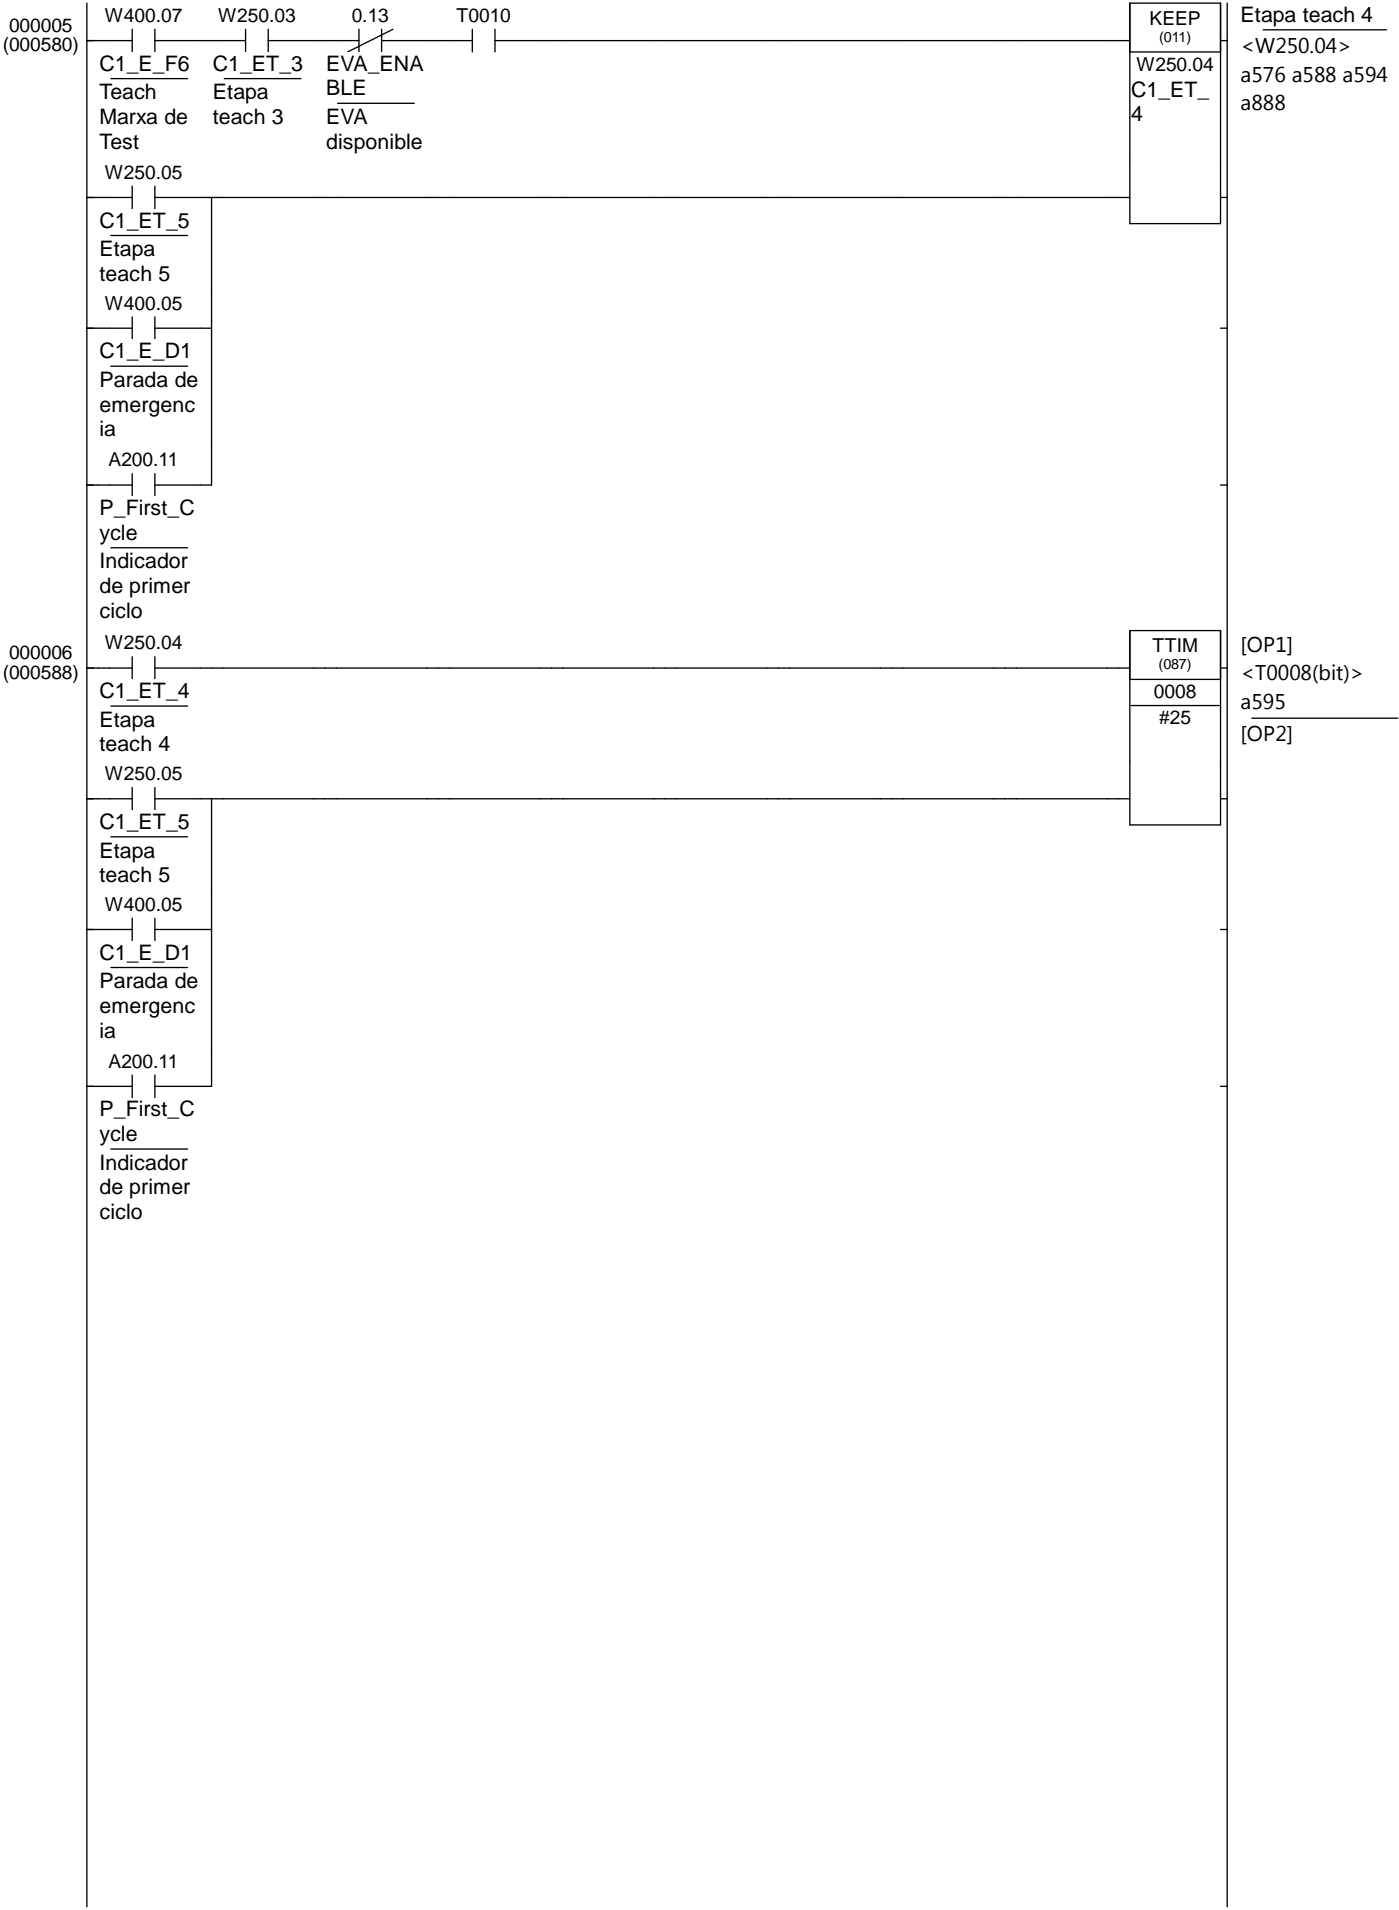 000005
(000580)
W400.07 W250.03 0.13 T0010
C1_E_F6 C1_ET_3 EVA_ENA
BLE
Teach Etapa EVA
Marxa de teach 3 disponible
Test
KEEP
(011)
W250.04
C1_ET_
4
Etapa teach 4
<W250.04>
a576 a588 a594
a888
W250.05
C1_ET_5
Etapa
teach 5
W400.05
C1_E_D1
Parada de
emergenc
ia
A200.11
P_First_C
ycle
Indicador
de primer
ciclo
000006
(000588)
W250.04
C1_ET_4
Etapa
teach 4
TTIM
(087)
0008
#25
[OP1]
<T0008(bit)>
a595
[OP2]
W250.05
C1_ET_5
Etapa
teach 5
W400.05
C1_E_D1
Parada de
emergenc
ia
A200.11
P_First_C
ycle
Indicador
de primer
ciclo